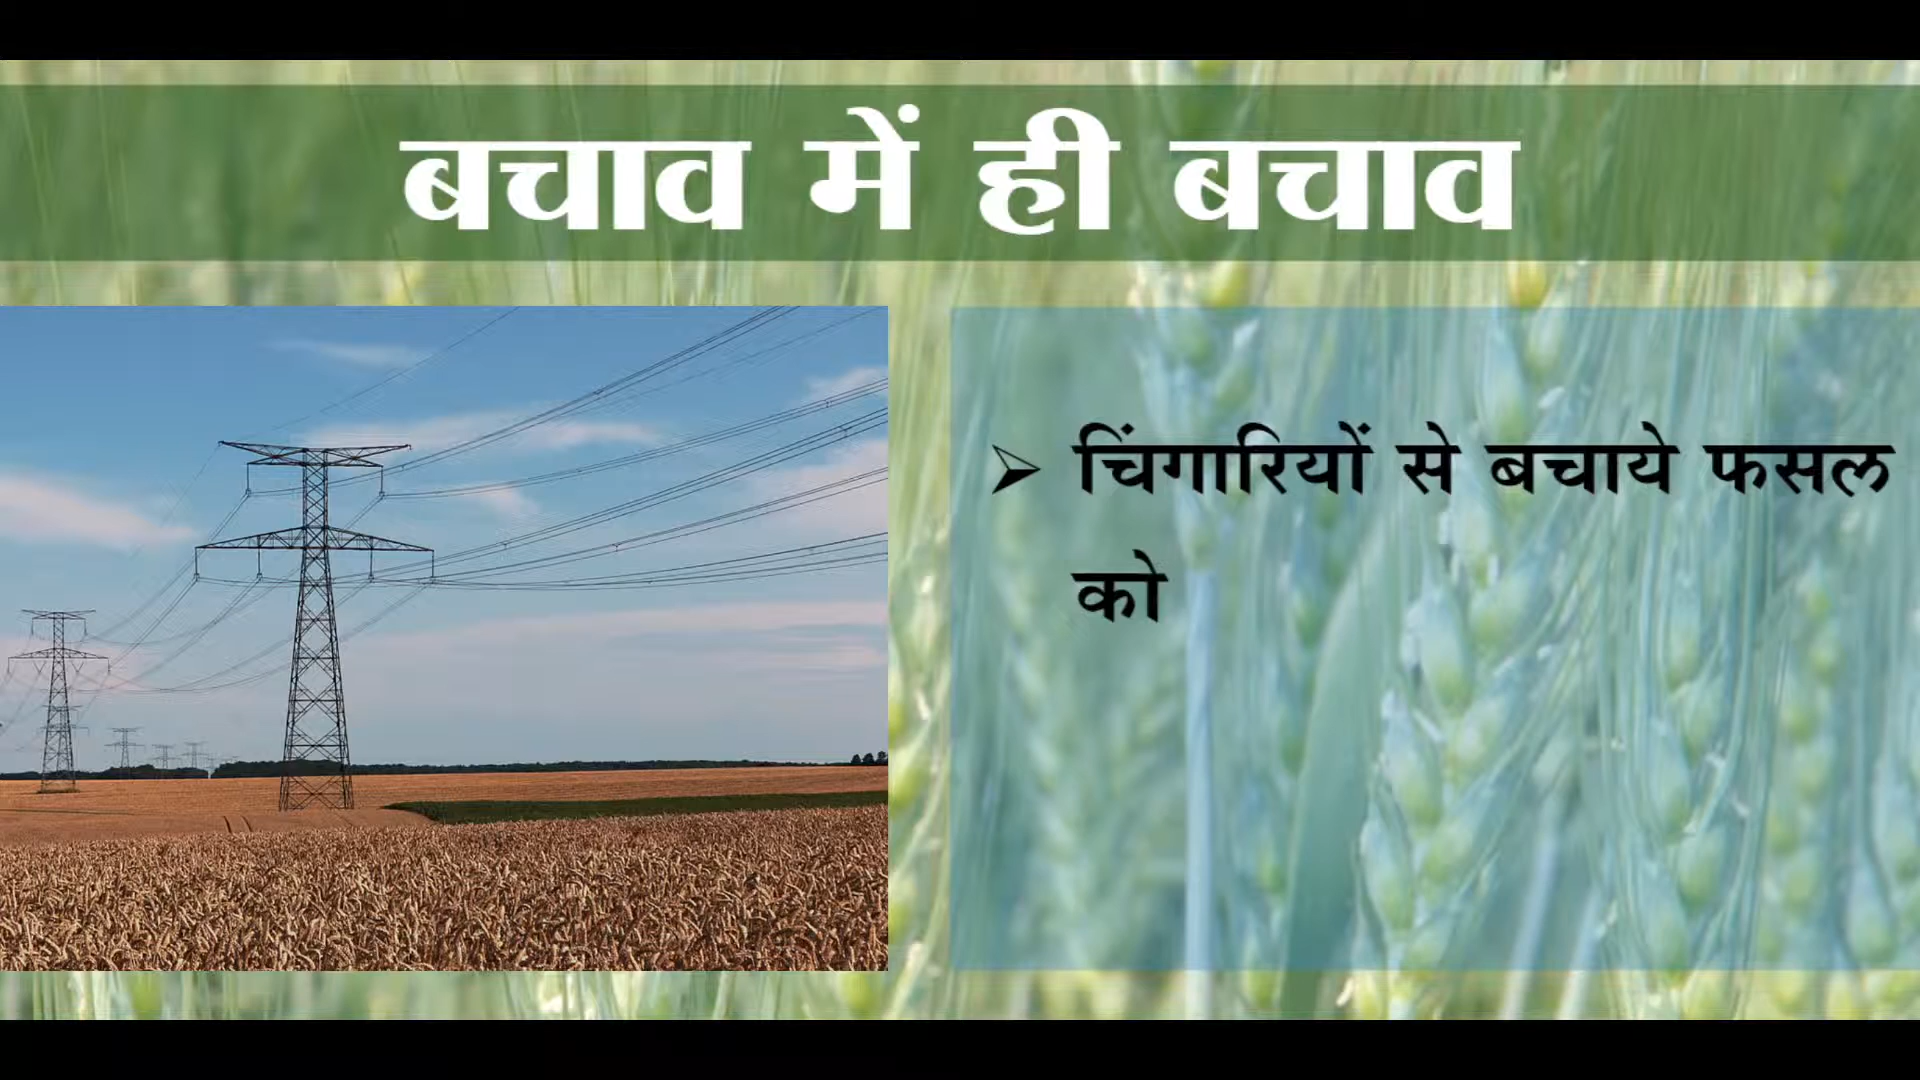 बचाव में ही बचाव
➢ चिंगारियों से बचाये फसल
को